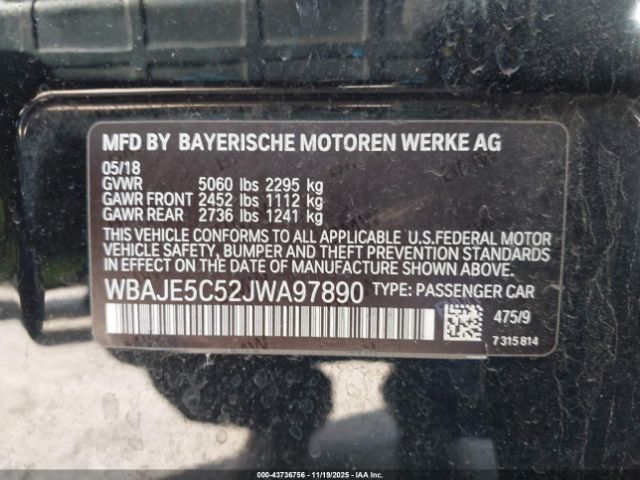 MFD BY BAYERISCHE MOTOREN WERKE AG
05/18
GVWR 5060 lbs 2295 kg
GAWR FRONT 2452 lbs 1112 kg
GAWR REAR 2736 lbs 1241 kg
THIS VEHICLE CONFORMS TO ALL APPLICABLE U.S.FEDERAL MOTOR
VEHICLE SAFETY, BUMPER AND THEFT PREVENTION STANDARDS
IN EFFECT ON THE DATE OF MANUFACTURE SHOWN ABOVE.
WBAJE5C52JWA97890 TYPE: PASSENGER CAR
475/9
7 315 814
000-43736756 - 11/19/2025 - IAA Inc.